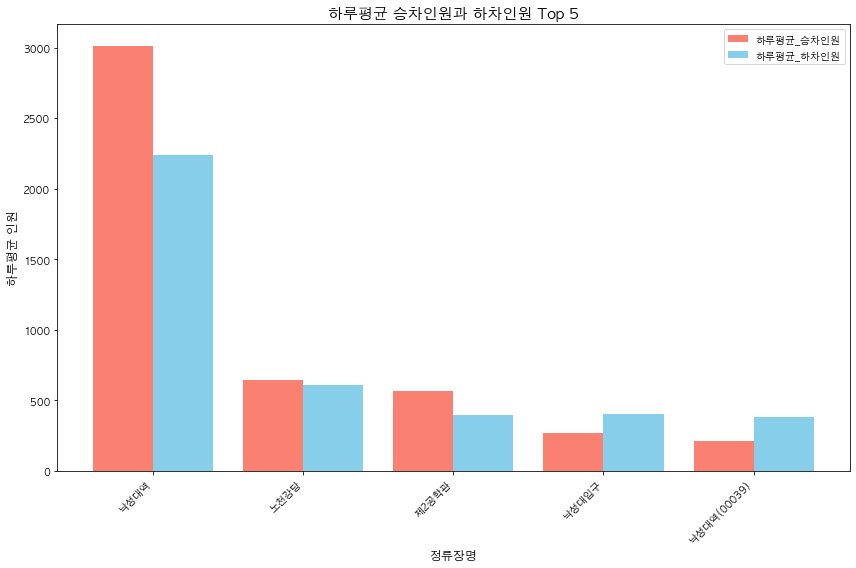 하루평균 승차인원과 하차인원 Top 5
하루평균_승차인원
하루평균_하차인원
하루평균 인원
3000
2500
2000
1500
1000
500
0
낙성대역
노천강당
제2공학관
낙성대입구
낙성대역(00039)
정류장명